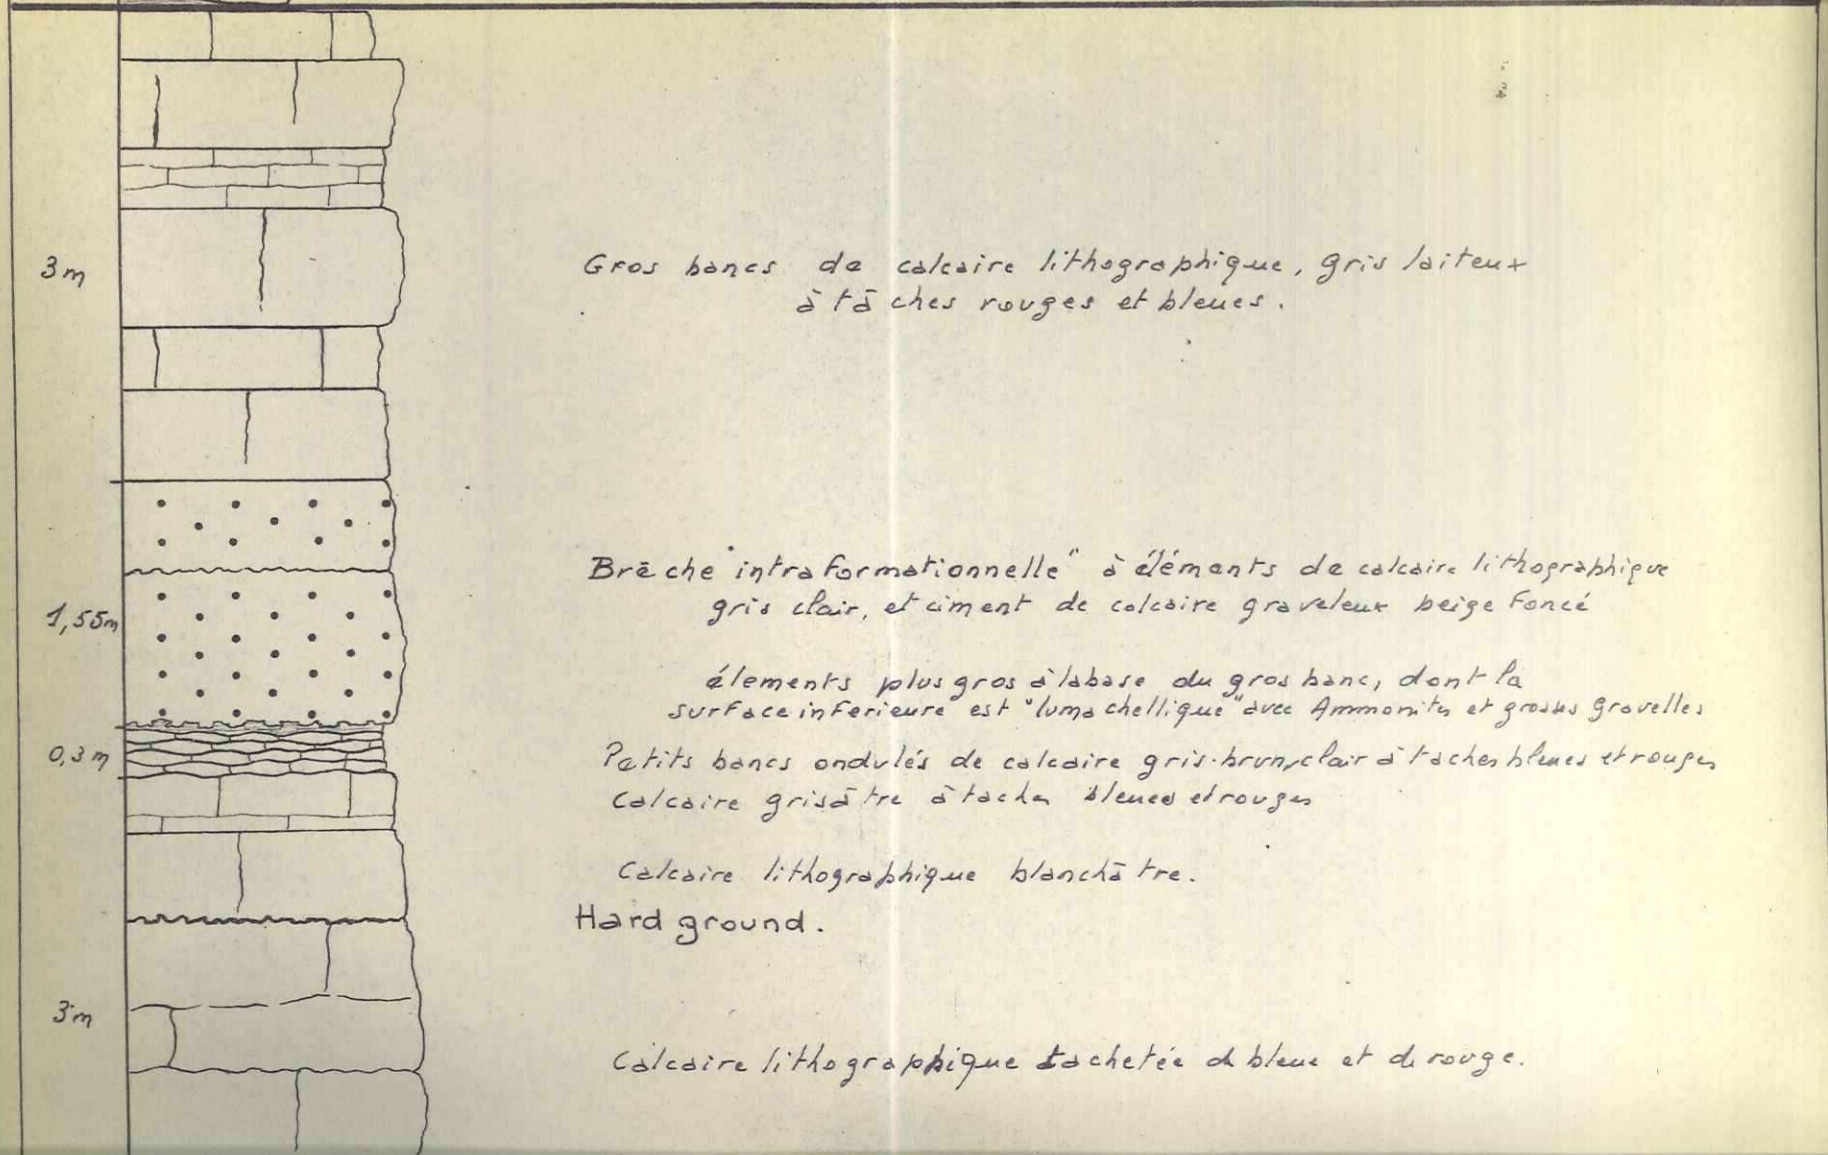 3m
Gros bancs de calcaire lithographique, gris laiteux
à tâches rouges et bleues.
Brèche "intraformationnelle" à éléments de calcaire lithographique
gris clair, et ciment de calcaire graveleux beige foncé
1,55m
élements plus gros à la base du gros banc, dont la
surface inferieure est "lumachellique" avec Ammonites et grosses gravelles
0,3m
Petits bancs ondulés de calcaire gris-brun clair à taches bleues et rouges
Calcaire grisâtre à taches bleues et rouges
Calcaire lithographique blanchâtre.
Hard ground.
3m
Calcaire lithographique tachetée de bleue et de rouge.